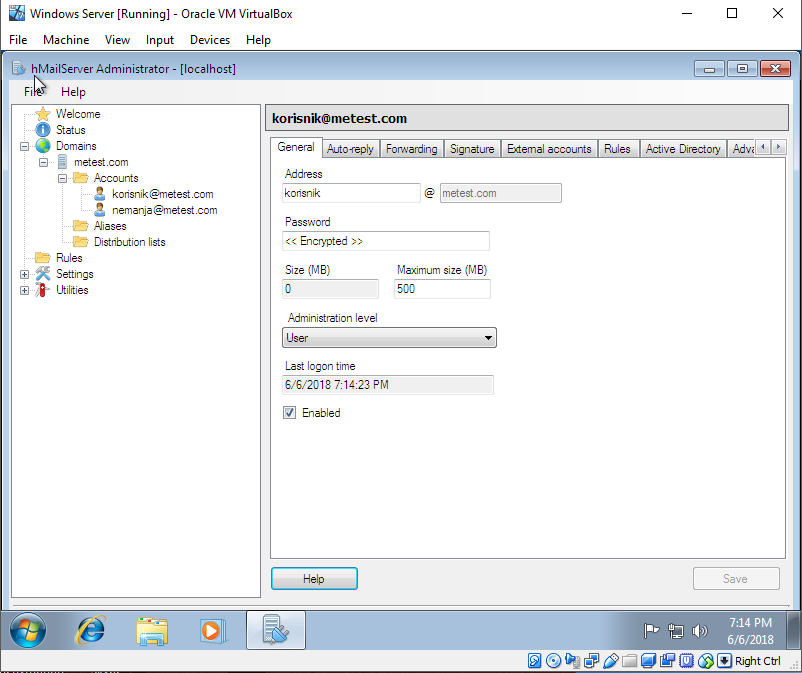 Windows Server [Running] - Oracle VM VirtualBox
File Machine View Input Devices Help
hMailServer Administrator - [localhost]
File Help
Welcome
Status
Domains
metest.com
Accounts
korisnik@metest.com
nemanja@metest.com
Aliases
Distribution lists
Rules
Settings
Utilities
korisnik@metest.com
General Auto-reply Forwarding Signature External accounts Rules Active Directory Adva
Address
korisnik @ metest.com
Password
<< Encrypted >>
Size (MB) Maximum size (MB)
0 500
Administration level
User
Last logon time
6/6/2018 7:14:23 PM
Enabled
Help Save
7:14 PM
6/6/2018
Right Ctrl